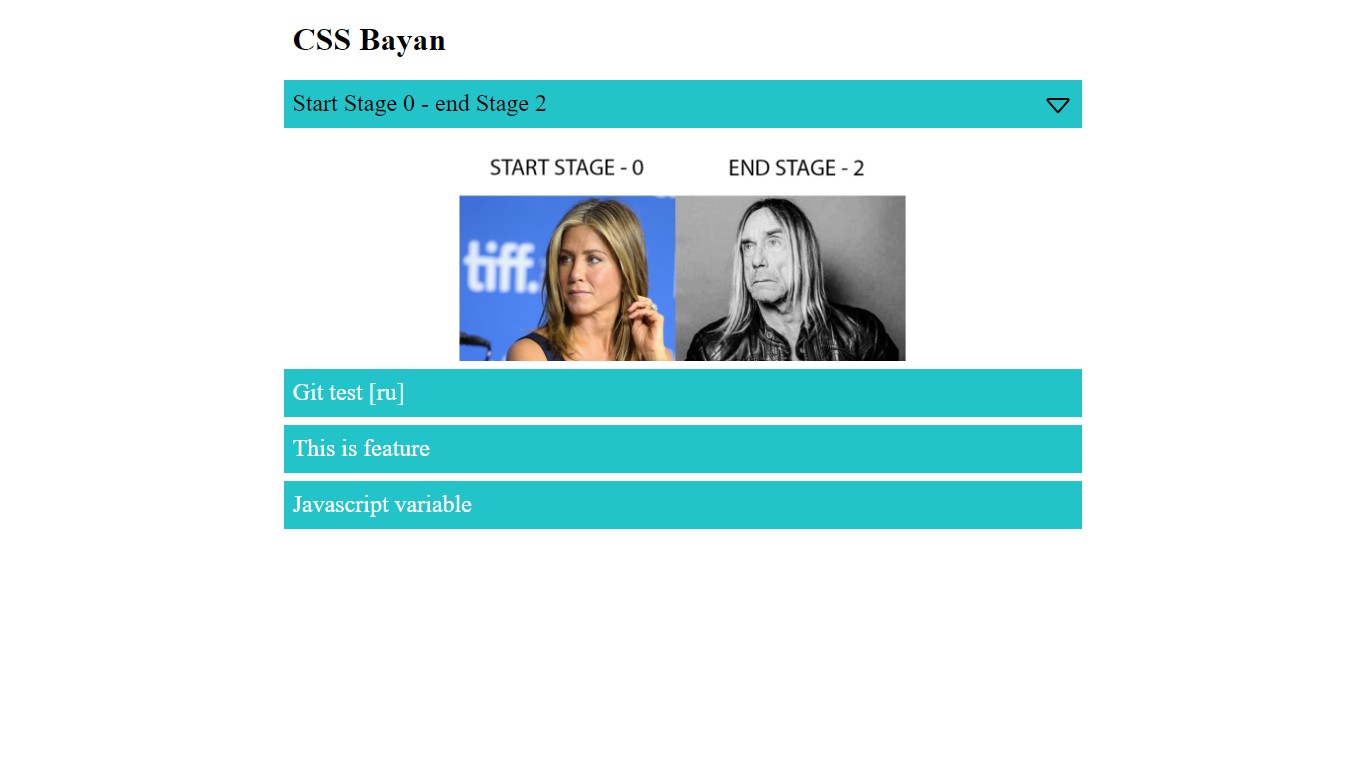 CSS Bayan
Start Stage 0 - end Stage 2
START STAGE - 0 END STAGE - 2
tiff.
Git test [ru]
This is feature
Javascript variable